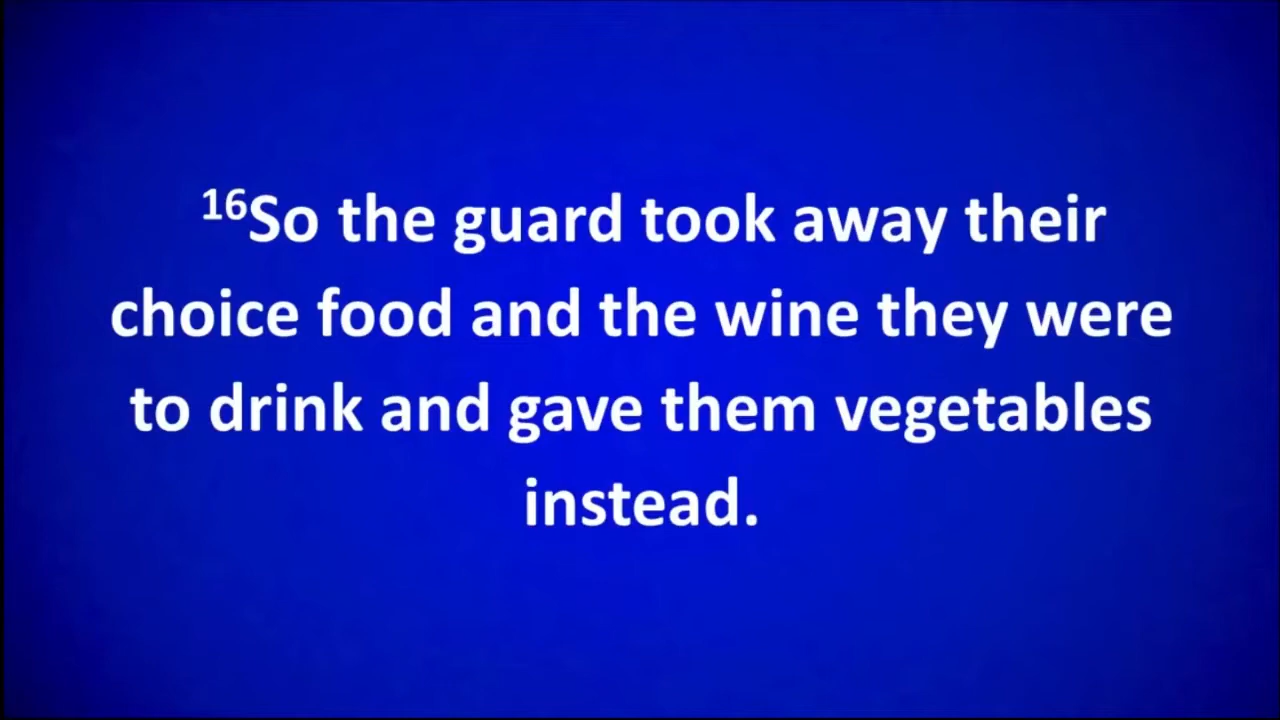 16So the guard took away their
choice food and the wine they were
to drink and gave them vegetables
instead.